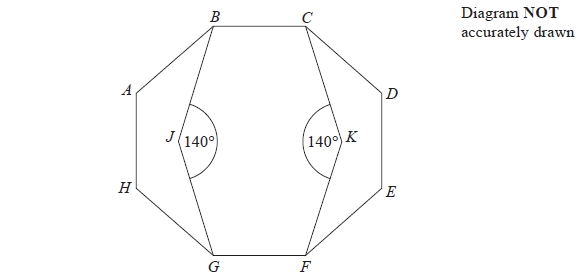 B C
Diagram NOT
accurately drawn
A D
J 140° 140° K
H E
G F